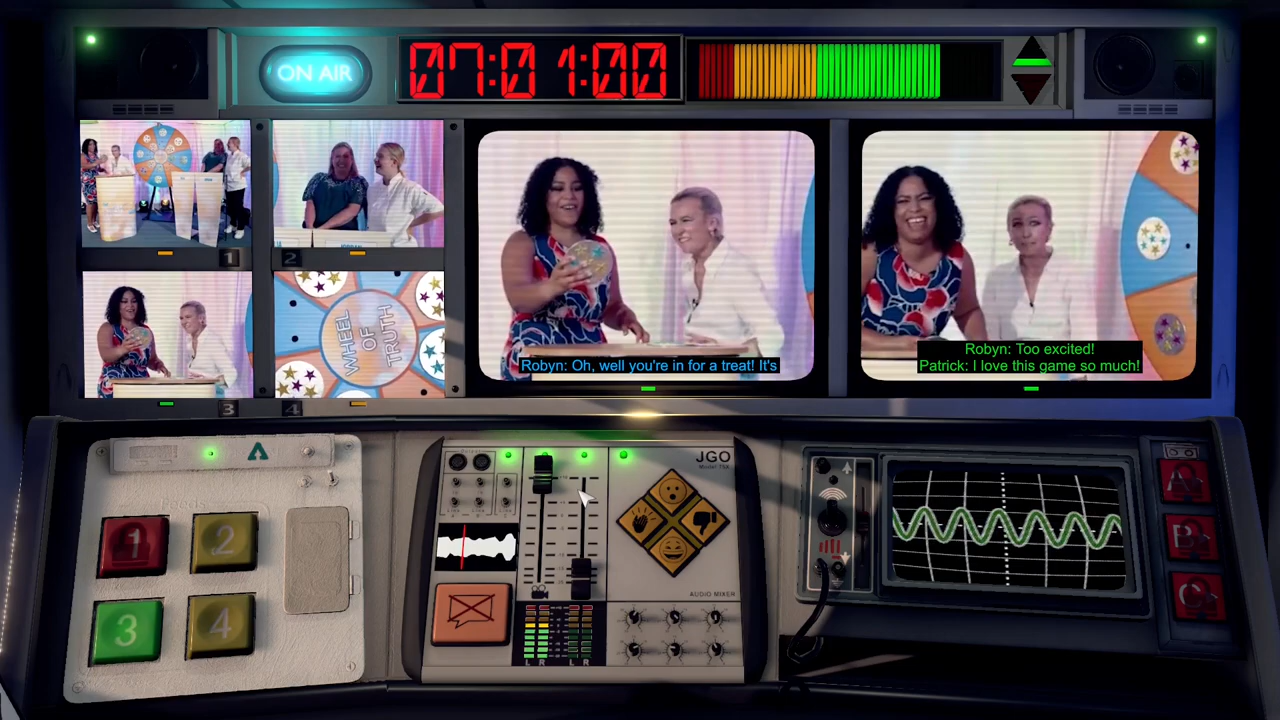 ON AIR
07:01:00
1
2
WHEEL
OF
TRUTH
3
4
Robyn: Oh, well you're in for a treat! It's
Robyn: Too excited!
Patrick: I love this game so much!
1
2
3
4
JGO
AUDIO MIXER
L R L R
A
B
C